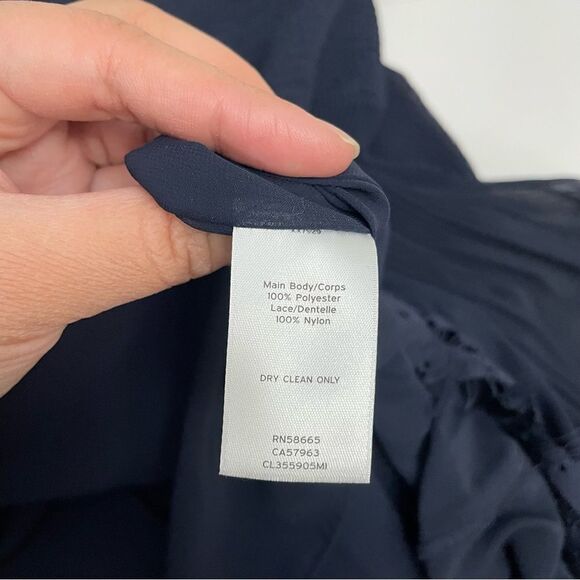 Main Body/Corps
100% Polyester
Lace/Dentelle
100% Nylon
DRY CLEAN ONLY
RN58665
CA57963
CL355905MI